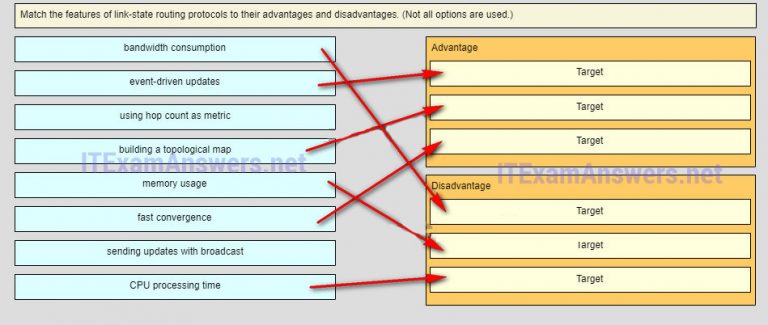 Match the features of link-state routing protocols to their advantages and disadvantages. (Not all options are used.)
bandwidth consumption
event-driven updates
using hop count as metric
building a topological map
memory usage
fast convergence
sending updates with broadcast
CPU processing time
Advantage
Target
Target
Target
Disadvantage
Target
Target
Target
ITExamAnswers.net
ITExamAnswers.net